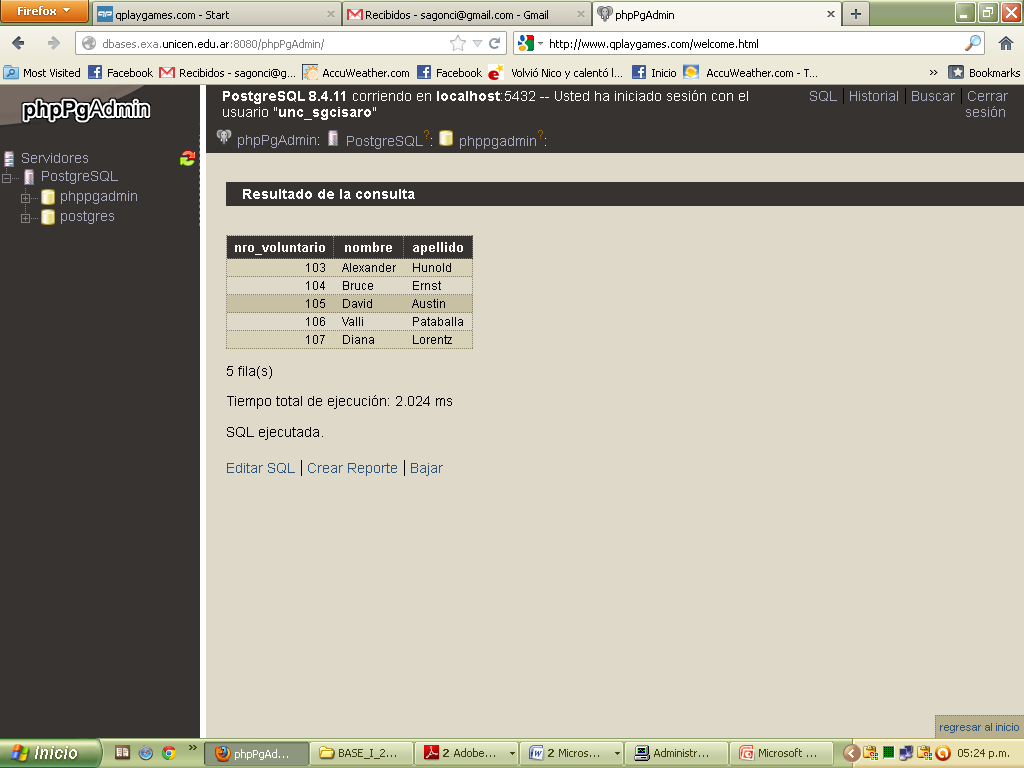 Firefox
qplaygames.com - Start
Recibidos - sagonci@gmail.com - Gmail
phpPgAdmin
dbases.exa.unicen.edu.ar:8080/phpPgAdmin/
http://www.qplaygames.com/welcome.html
Most Visited
Facebook
Recibidos - sagonci@g...
AccuWeather.com
Facebook
Volvió Nico y calentó l...
Inicio
AccuWeather.com - T...
Bookmarks
phpPgAdmin
Servidores
PostgreSQL
phppgadmin
postgres
PostgreSQL 8.4.11 corriendo en localhost:5432 -- Usted ha iniciado sesión con el
usuario "unc_sgcisaro"
SQL | Historial | Buscar | Cerrar
sesión
phpPgAdmin: PostgreSQL?: phppgadmin?:
Resultado de la consulta
nro_voluntario nombre apellido
103 Alexander Hunold
104 Bruce Ernst
105 David Austin
106 Valli Pataballa
107 Diana Lorentz
5 fila(s)
Tiempo total de ejecución: 2.024 ms
SQL ejecutada.
Editar SQL | Crear Reporte | Bajar
regresar al inicio
Inicio
phpPgAd...
BASE_I_2...
2 Adobe...
2 Micros...
Administr...
Microsoft ...
05:24 p.m.